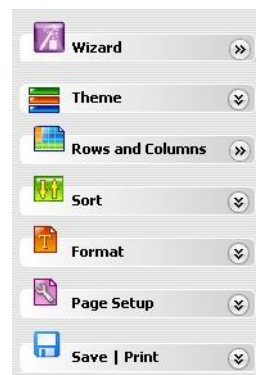 Wizard
Theme
Rows and Columns
Sort
Format
Page Setup
Save | Print